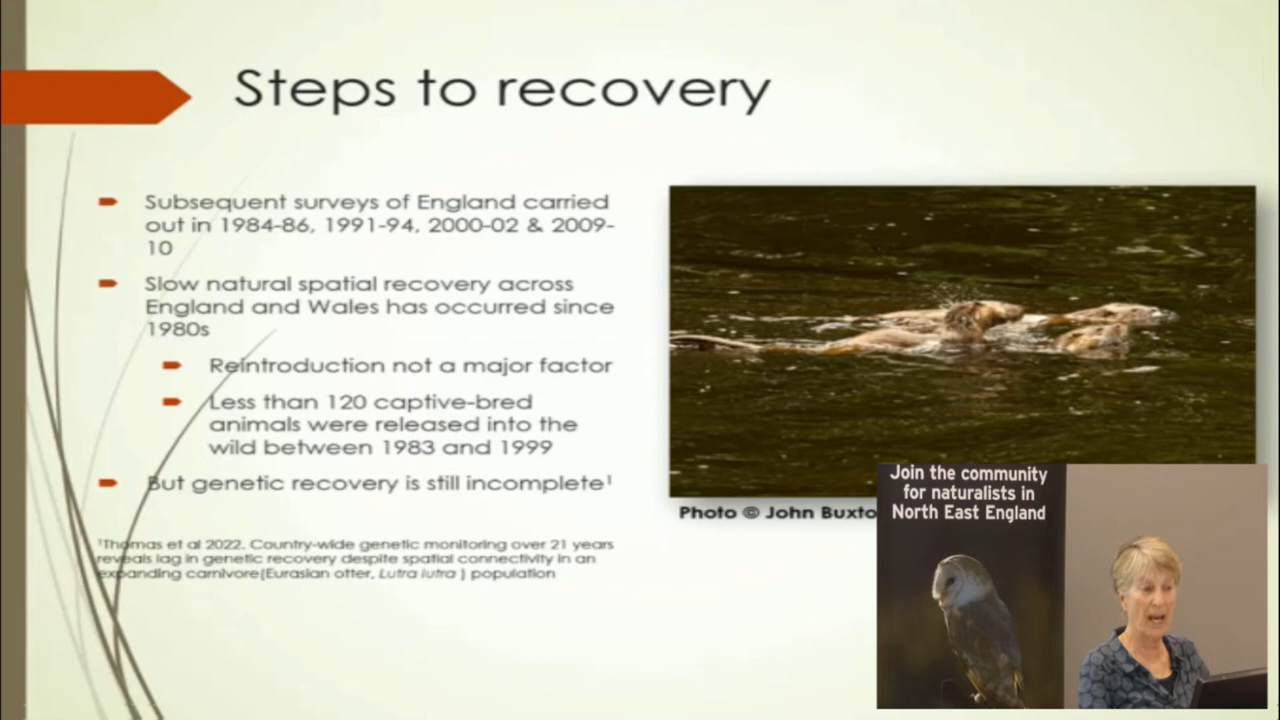 Steps to recovery
Subsequent surveys of England carried
out in 1984-86, 1991-94, 2000-02 & 2009-
10
Slow natural spatial recovery across
England and Wales has occurred since
1980s
Reintroduction not a major factor
Less than 120 captive-bred
animals were released into the
wild between 1983 and 1999
But genetic recovery is still incomplete¹
¹Thomas et al 2022. Country-wide genetic monitoring over 21 years
reveals lag in genetic recovery despite spatial connectivity in an
expanding carnivore(Eurasian otter, Lutra lutra ) population
Photo © John Buxto
Join the community
for naturalists in
North East England